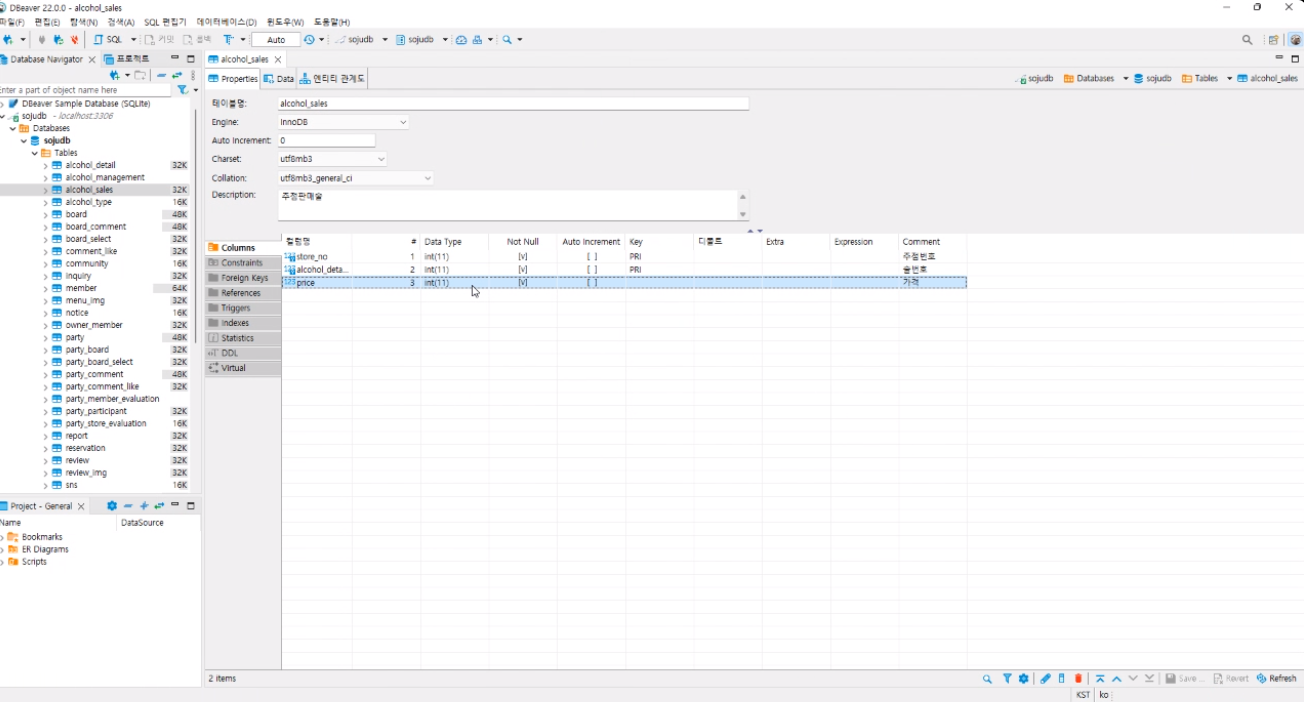 DBeaver 22.0.0 - alcohol_sales
파일(F) 편집(E) 탐색(N) 검색(A) SQL 편집기 데이터베이스(D) 윈도우(W) 도움말(H)
SQL 커밋 롤백 Auto sojudb sojudb
Database Navigator 프로젝트
Enter a part of object name here
DBeaver Sample Database (SQLite)
sojudb - localhost:3306
Databases
sojudb
Tables
alcohol_detail 32K
alcohol_management
alcohol_sales 32K
alcohol_type 16K
board 48K
board_comment 48K
board_select 32K
comment_like 32K
community 16K
inquiry 32K
member 64K
menu_img 32K
notice 16K
owner_member 32K
party 48K
party_board 32K
party_board_select 32K
party_comment 48K
party_comment_like 32K
party_member_evaluation
party_participant 32K
party_store_evaluation 16K
report 32K
reservation 32K
review 32K
review_img 32K
sns 16K
Project - General
Name DataSource
Bookmarks
ER Diagrams
Scripts
alcohol_sales
Properties Data 엔티티 관계도
sojudb Databases sojudb Tables alcohol_sales
테이블명: alcohol_sales
Engine: InnoDB
Auto Increment: 0
Charset: utf8mb3
Collation: utf8mb3_general_ci
Description: 주점판매술
Columns
Constraints
Foreign Keys
References
Triggers
Indexes
Statistics
DDL
Virtual
컬럼명 # Data Type Not Null Auto Increment Key 디폴트 Extra Expression Comment
123 store_no 1 int(11) [v] [ ] PRI 주점번호
123 alcohol_deta... 2 int(11) [v] [ ] PRI 술번호
123 price 3 int(11) [v] [ ] 가격
2 items
Save ... Revert Refresh
KST ko